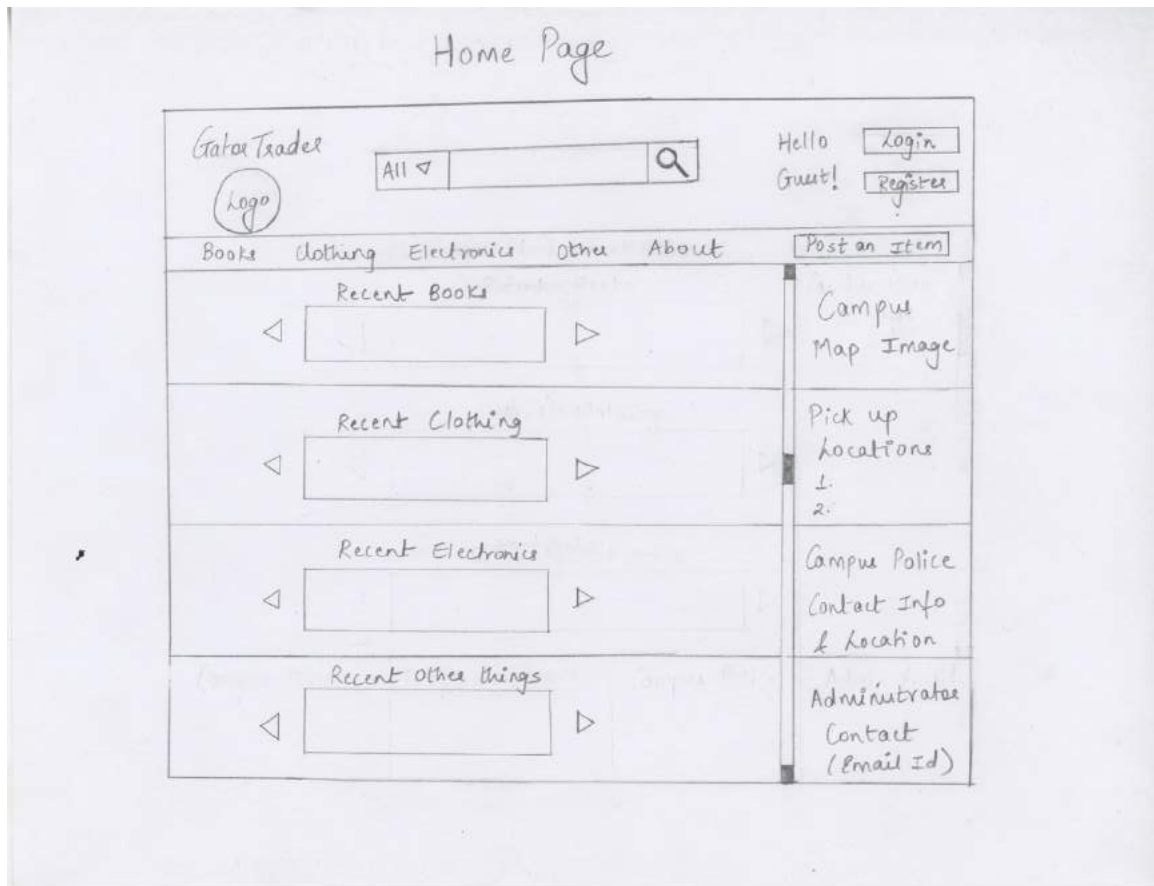 Home Page
Gator Trader
Logo
All
Hello
Guest!
Login
Register
Books Clothing Electronics Other About
Post an Item
Recent Books
Recent Clothing
Recent Electronics
Recent Other things
Campus
Map Image
Pick up
Locations
1.
2.
Campus Police
Contact Info
& Location
Administrator
Contact
(Email Id)